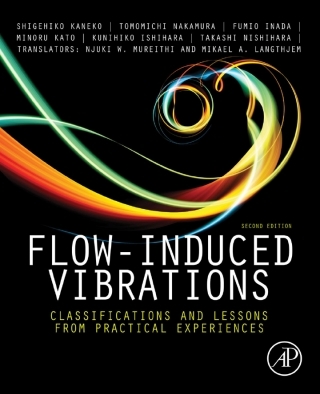 SHIGEHIKO KANEKO | TOMOMICHI NAKAMURA | FUMIO INADA |
MINORU KATO | KUNIHIKO ISHIHARA | TAKASHI NISHIHARA |
TRANSLATORS: NJUKI W. MUREITHI AND MIKAEL A. LANGTHJEM
SECOND EDITION
FLOW-INDUCED
VIBRATIONS
CLASSIFICATIONS AND LESSONS
FROM PRACTICAL EXPERIENCES
AP